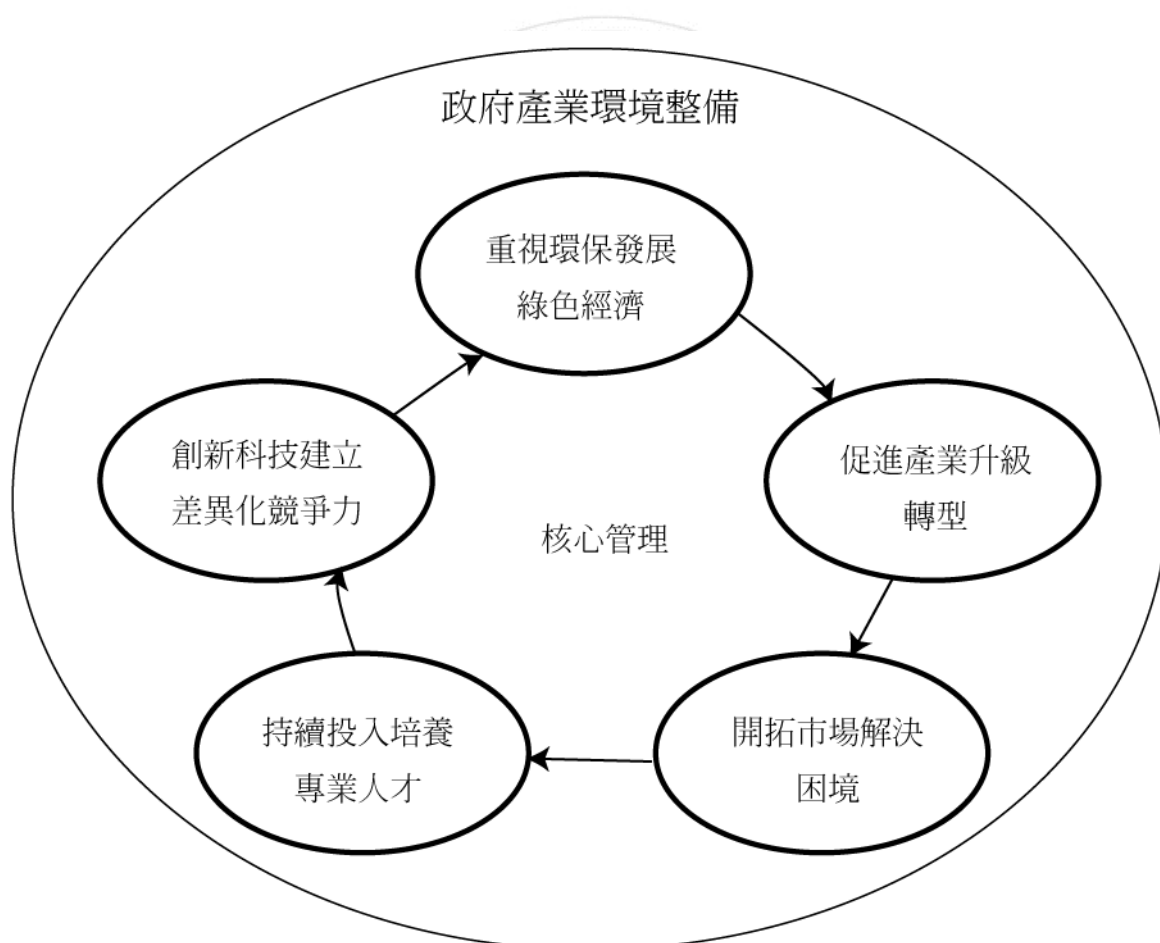 政府產業環境整備
重視環保發展
綠色經濟
創新科技建立
差異化競爭力
促進產業升級
轉型
核心管理
持續投入培養
專業人才
開拓市場解決
困境